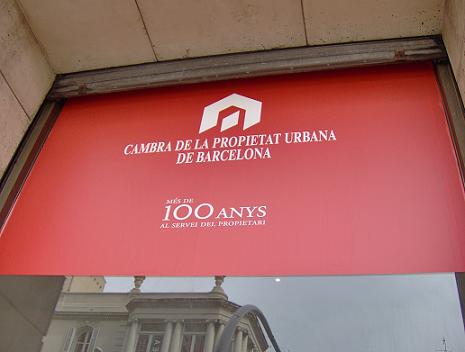 CAMBRA DE LA PROPIETAT URBANA
DE BARCELONA
MÉS DE
100 ANYS
AL SERVEI DEL PROPIETARI